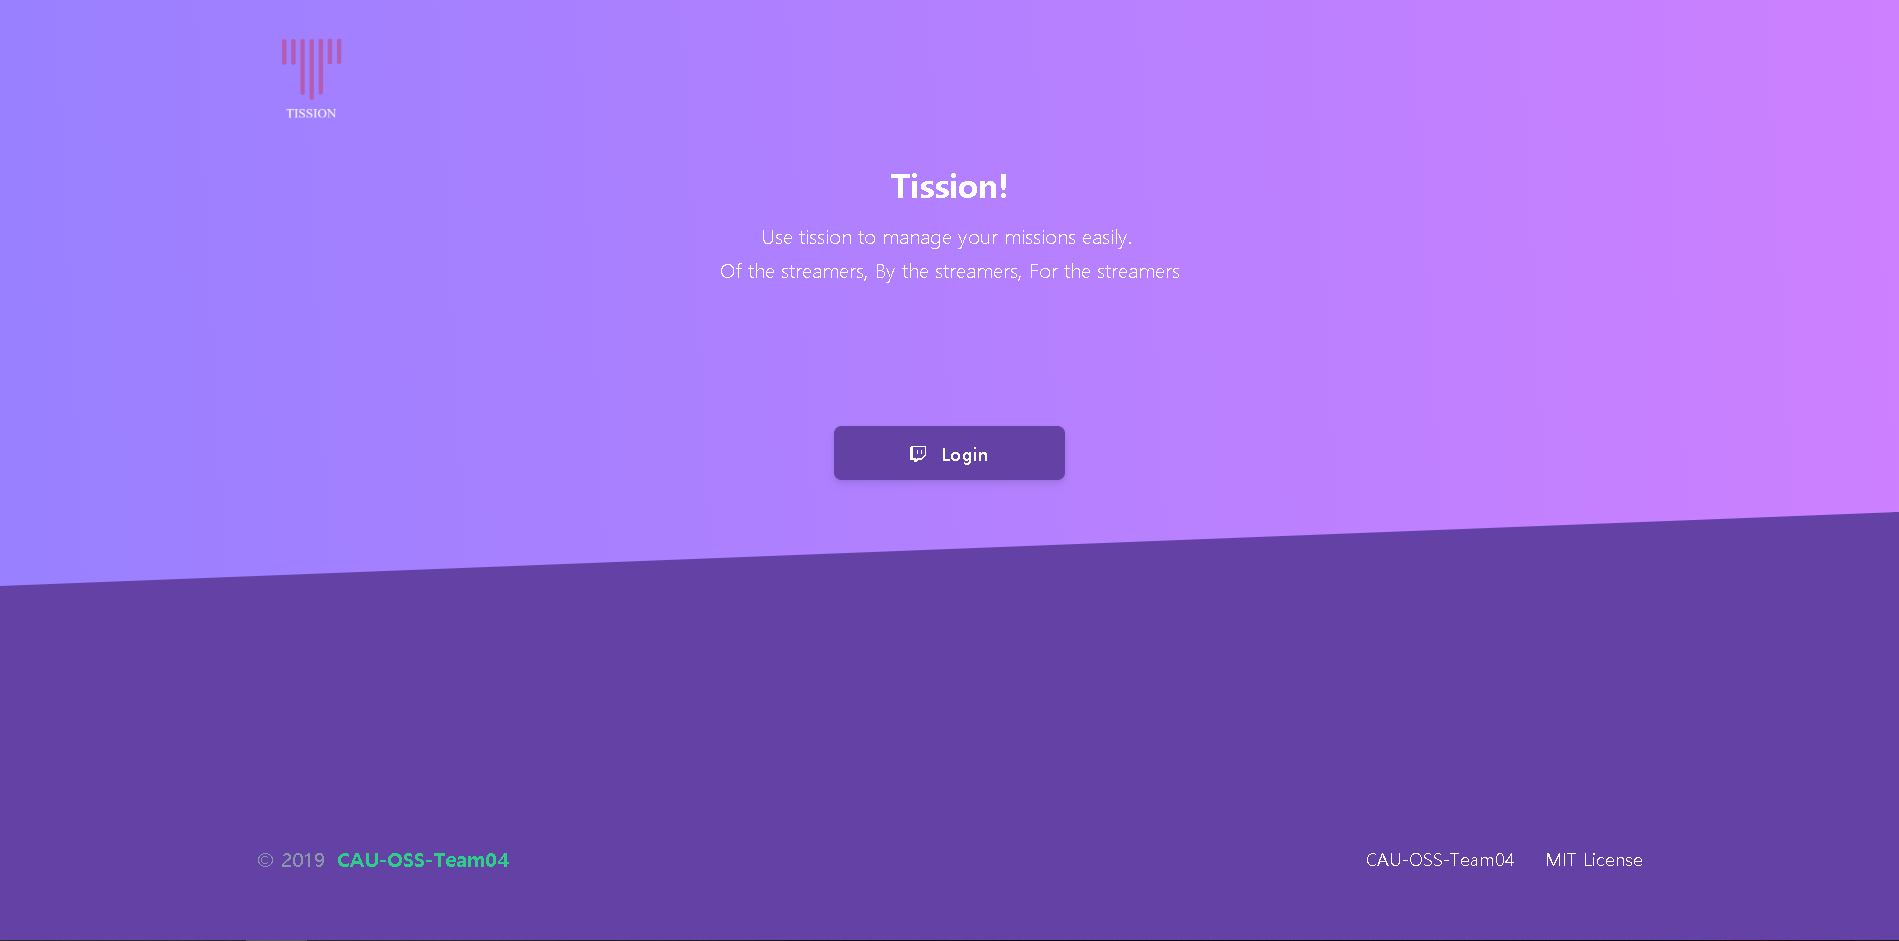 TISSION
Tission!
Use tission to manage your missions easily.
Of the streamers, By the streamers, For the streamers
Login
© 2019 CAU-OSS-Team04
CAU-OSS-Team04 MIT License